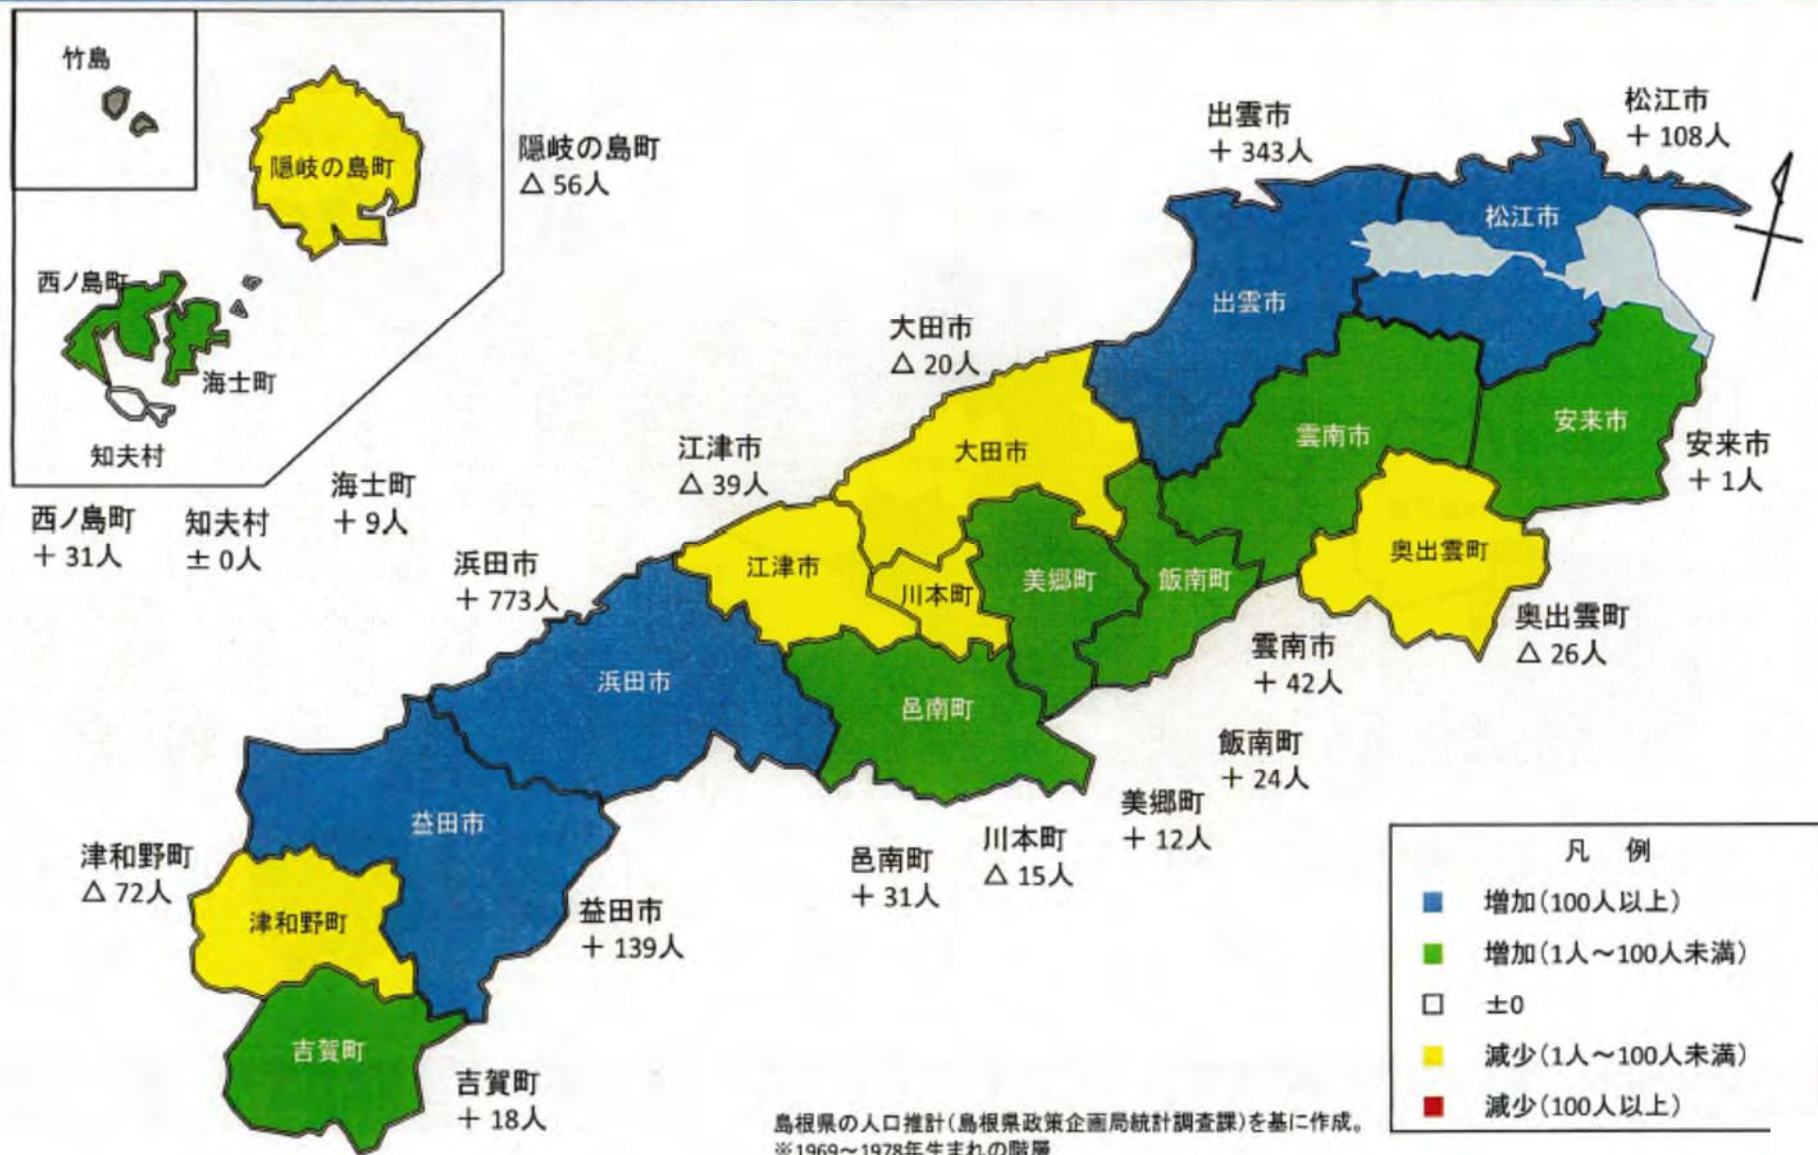 竹島
隠岐の島町
隠岐の島町
△ 56人
西ノ島町
海士町
知夫村
西ノ島町
+ 31人
知夫村
± 0人
海士町
+ 9人
出雲市
+ 343人
松江市
+ 108人
松江市
出雲市
大田市
△ 20人
大田市
雲南市
安来市
安来市
+ 1人
江津市
△ 39人
江津市
川本町
美郷町
飯南町
奥出雲町
奥出雲町
△ 26人
浜田市
+ 773人
浜田市
邑南町
雲南市
+ 42人
飯南町
+ 24人
美郷町
+ 12人
川本町
△ 15人
邑南町
+ 31人
益田市
益田市
+ 139人
津和野町
△ 72人
津和野町
吉賀町
吉賀町
+ 18人
凡 例
増加(100人以上)
増加(1人～100人未満)
±0
減少(1人～100人未満)
減少(100人以上)
島根県の人口推計(島根県政策企画局統計調査課)を基に作成。
※1969～1978年生まれの階層